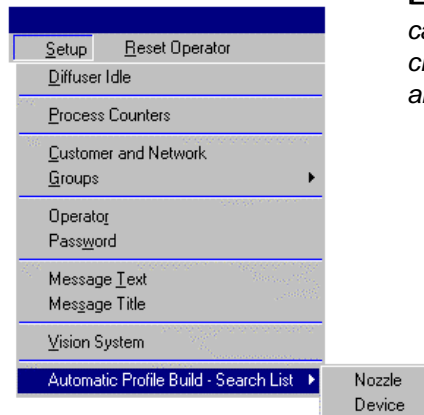 Setup Reset Operator
Diffuser Idle
Process Counters
Customer and Network
Groups
Operator
Password
Message Text
Message Title
Vision System
Automatic Profile Build - Search List
Nozzle
Device